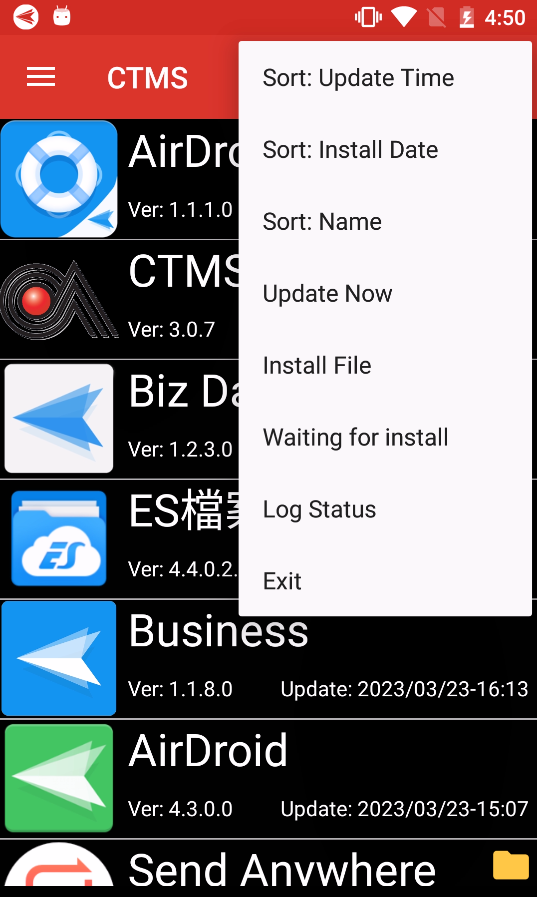 4:50
CTMS
Sort: Update Time
Sort: Install Date
Sort: Name
Update Now
Install File
Waiting for install
Log Status
Exit
Ver: 1.1.1.0
CTMS
Ver: 3.0.7
Biz
Ver: 1.2.3.0
ES檔
ES
Ver: 4.4.0.2.
Business
Ver: 1.1.8.0 Update: 2023/03/23-16:13
AirDroid
Ver: 4.3.0.0 Update: 2023/03/23-15:07
Send Anywhere